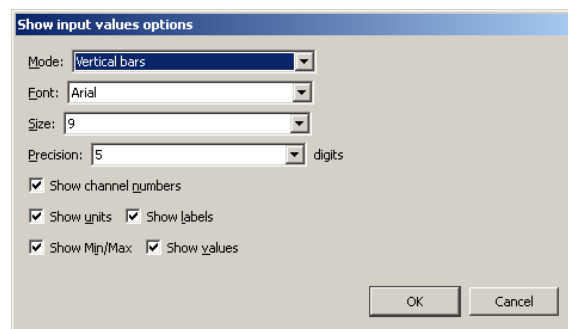 Show input values options
Mode: Vertical bars
Font: Arial
Size: 9
Precision: 5 digits
Show channel numbers
Show units Show labels
Show Min/Max Show values
OK Cancel